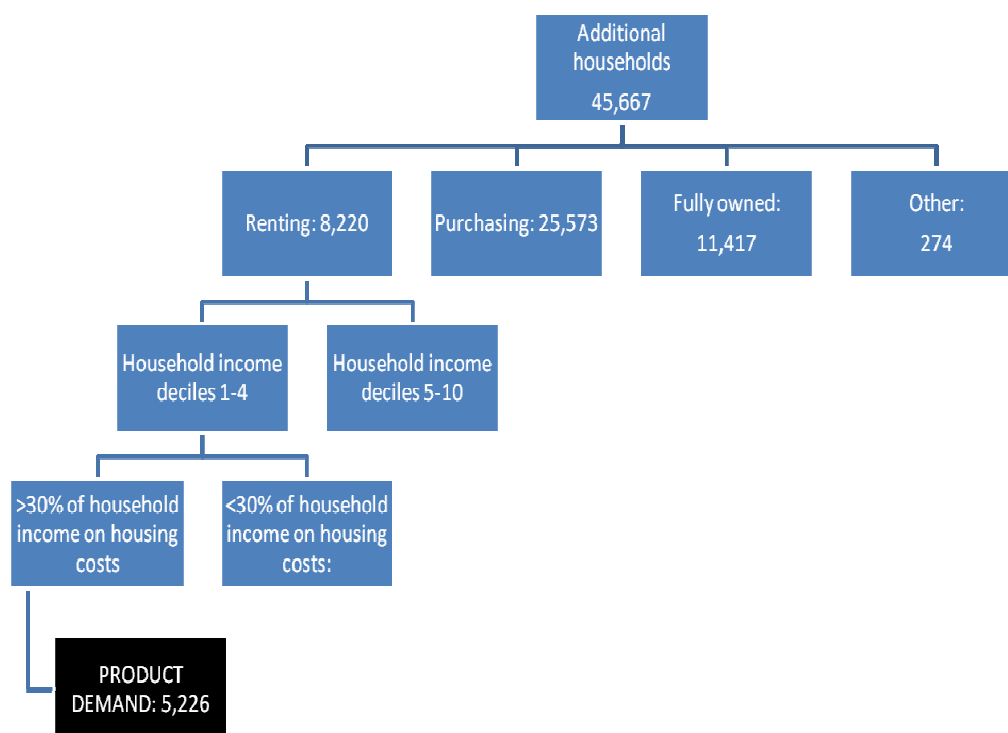 Additional
households
45,667
Renting: 8,220
Purchasing: 25,573
Fully owned:
11,417
Other:
274
Household income
deciles 1-4
Household income
deciles 5-10
>30% of household
income on housing
costs
<30% of household
income on housing
costs:
PRODUCT
DEMAND: 5,226